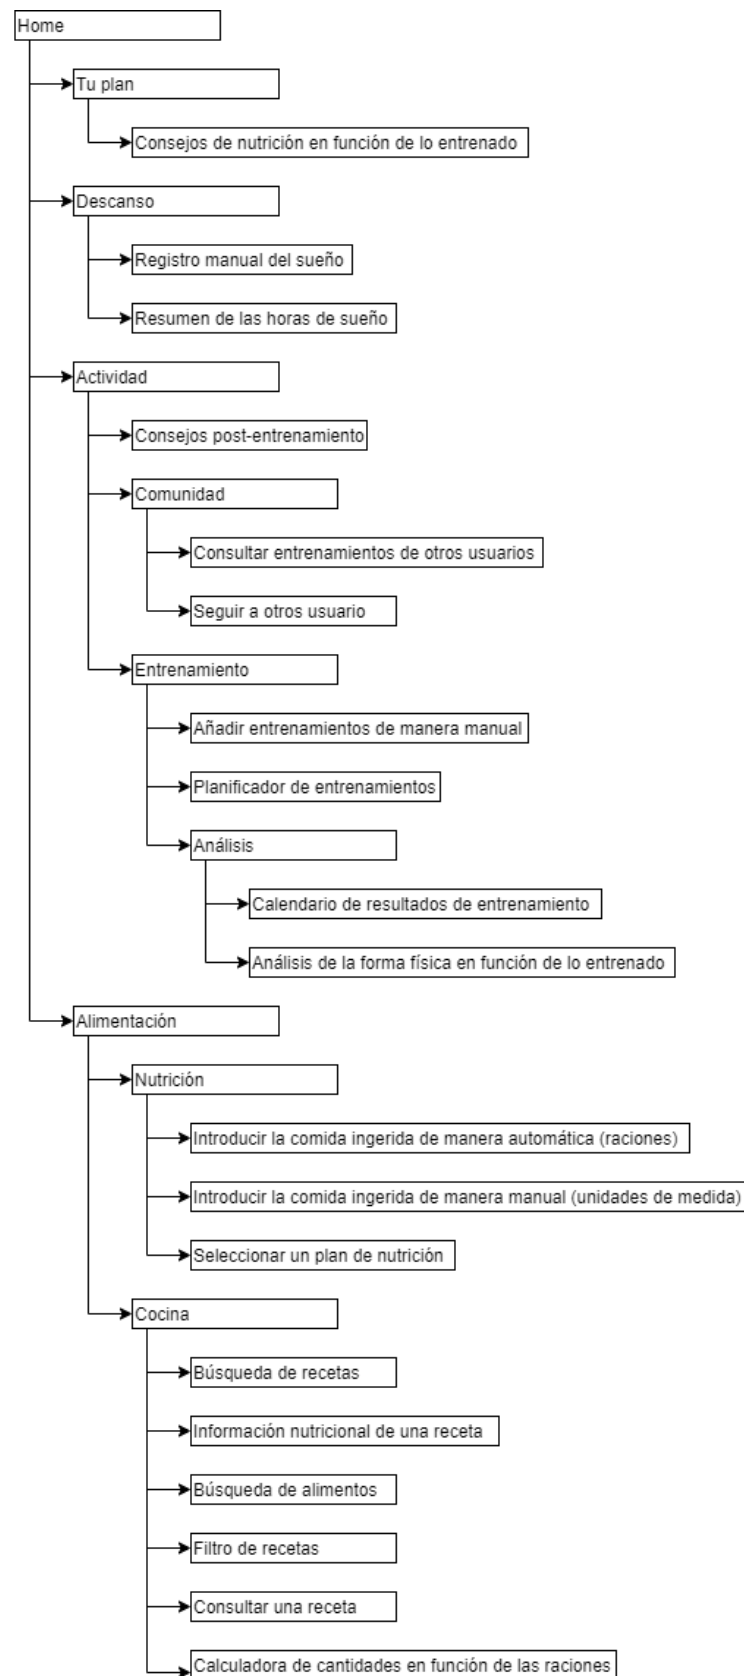 Home
Tu plan
Consejos de nutrición en función de lo entrenado
Descanso
Registro manual del sueño
Resumen de las horas de sueño
Actividad
Consejos post-entrenamiento
Comunidad
Consultar entrenamientos de otros usuarios
Seguir a otros usuario
Entrenamiento
Añadir entrenamientos de manera manual
Planificador de entrenamientos
Análisis
Calendario de resultados de entrenamiento
Análisis de la forma física en función de lo entrenado
Alimentación
Nutrición
Introducir la comida ingerida de manera automática (raciones)
Introducir la comida ingerida de manera manual (unidades de medida)
Seleccionar un plan de nutrición
Cocina
Búsqueda de recetas
Información nutricional de una receta
Búsqueda de alimentos
Filtro de recetas
Consultar una receta
Calculadora de cantidades en función de las raciones